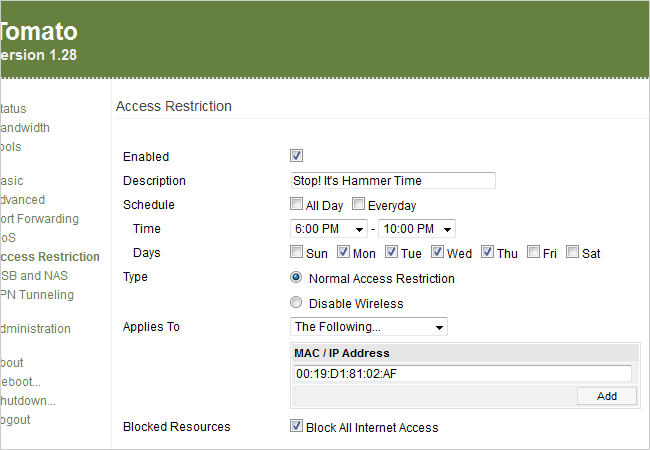 Tomato
ersion 1.28
tatus
andwidth
ools
asic
dvanced
ort Forwarding
oS
ccess Restriction
SB and NAS
PN Tunneling
dministration
bout
eboot...
hutdown...
ogout
Access Restriction
Enabled
Description Stop! It's Hammer Time
Schedule All Day Everyday
Time 6:00 PM - 10:00 PM
Days Sun Mon Tue Wed Thu Fri Sat
Type Normal Access Restriction
Disable Wireless
Applies To The Following...
MAC / IP Address
00:19:D1:81:02:AF
Add
Blocked Resources Block All Internet Access